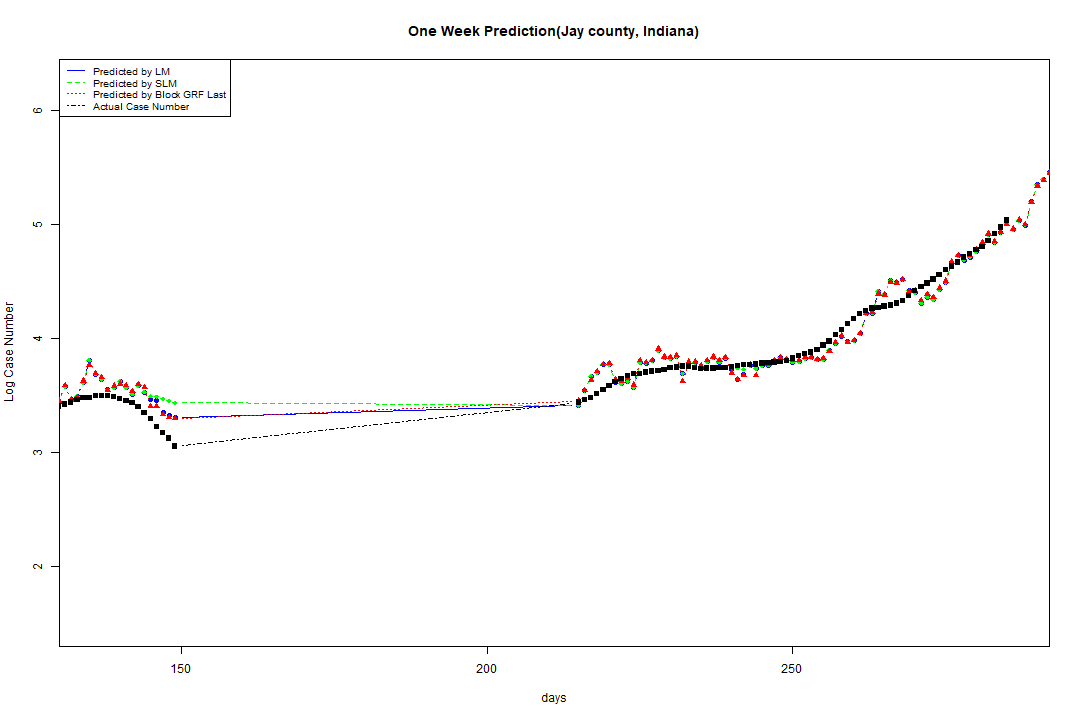 One Week Prediction(Jay county, Indiana)
Predicted by LM
Predicted by SLM
Predicted by Block GRF Last
Actual Case Number
6
5
4
3
2
Log Case Number
150
200
250
days